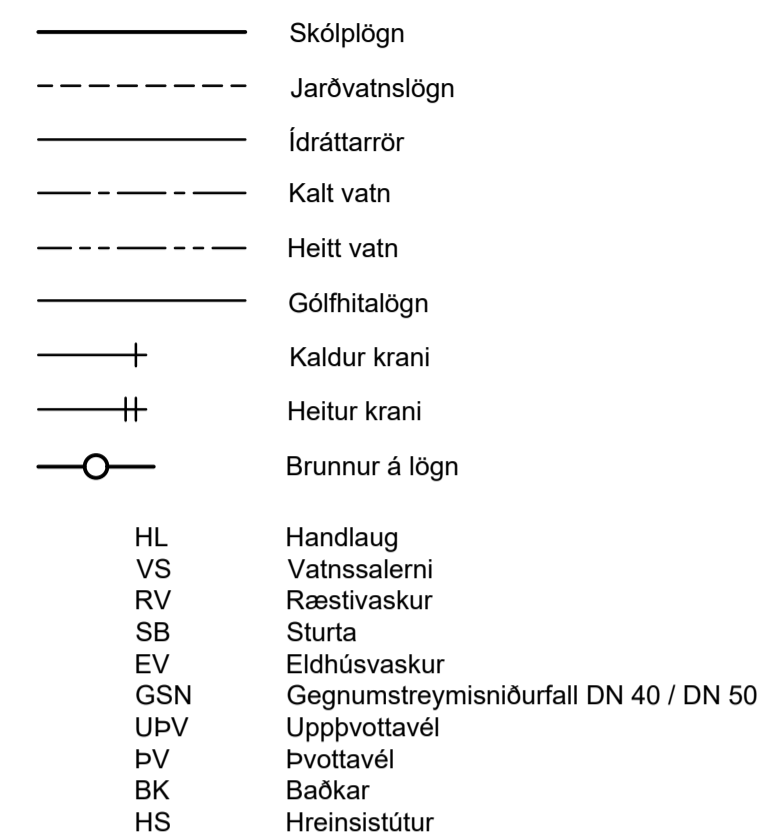 Skólplögn
Jarðvatnslögn
Ídráttarrör
Kalt vatn
Heitt vatn
Gólfhitalögn
Kaldur krani
Heitur krani
Brunnur á lögn
HL Handlaug
VS Vatnssalerni
RV Ræstivaskur
SB Sturta
EV Eldhúsvaskur
GSN Gegnumstreymisniðurfall DN 40 / DN 50
UÞV Uppþvottavél
ÞV Þvottavél
BK Baðkar
HS Hreinsistútur